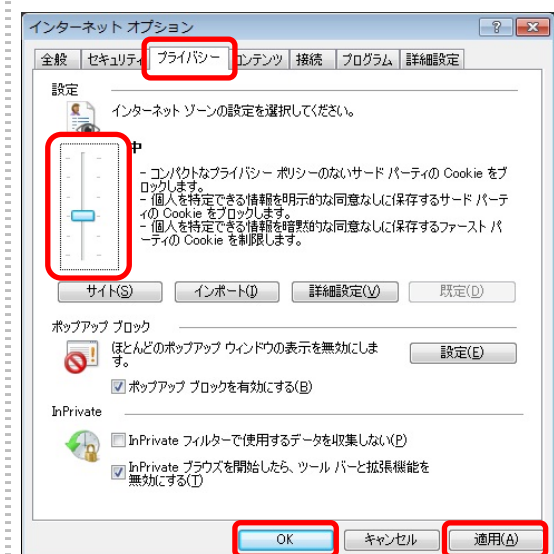 インターネット オプション
全般 セキュリティ プライバシー コンテンツ 接続 プログラム 詳細設定
設定
インターネット ゾーンの設定を選択してください。
中
- コンパクトなプライバシー ポリシーのないサード パーティの Cookie をブ
ロックします。
- 個人を特定できる情報を明示的な同意なしに保存するサード パーテ
ィの Cookie をブロックします。
- 個人を特定できる情報を暗黙的な同意なしに保存するファースト パ
ーティの Cookie を制限します。
サイト(S) インポート(I) 詳細設定(V) 既定(D)
ポップアップ ブロック
ほとんどのポップアップ ウィンドウの表示を無効にしま
す。
設定(E)
ポップアップ ブロックを有効にする(B)
InPrivate
InPrivate フィルターで使用するデータを収集しない(P)
InPrivate ブラウズを開始したら、ツール バーと拡張機能を
無効にする(T)
OK キャンセル 適用(A)